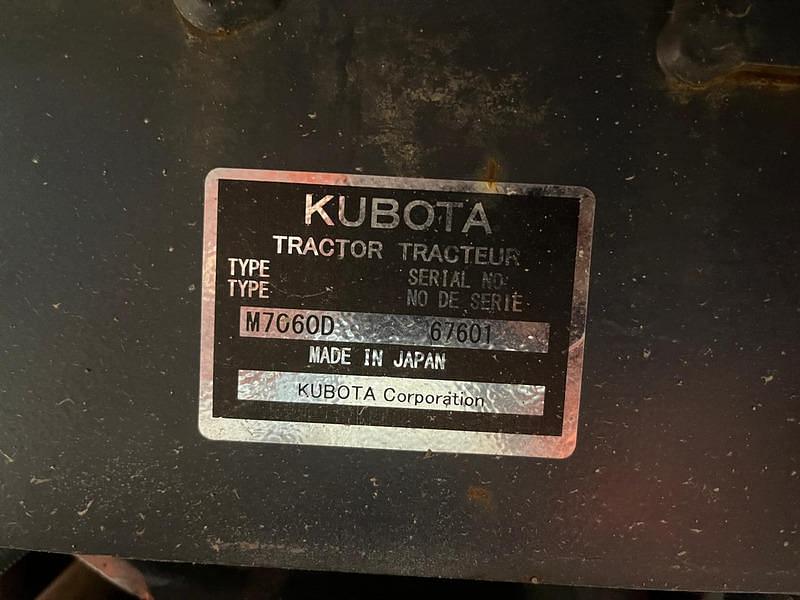 KUBOTA
TRACTOR TRACTEUR
TYPE SERIAL NO.
TYPE NO DE SERIE
M7060D 67601
MADE IN JAPAN
KUBOTA Corporation